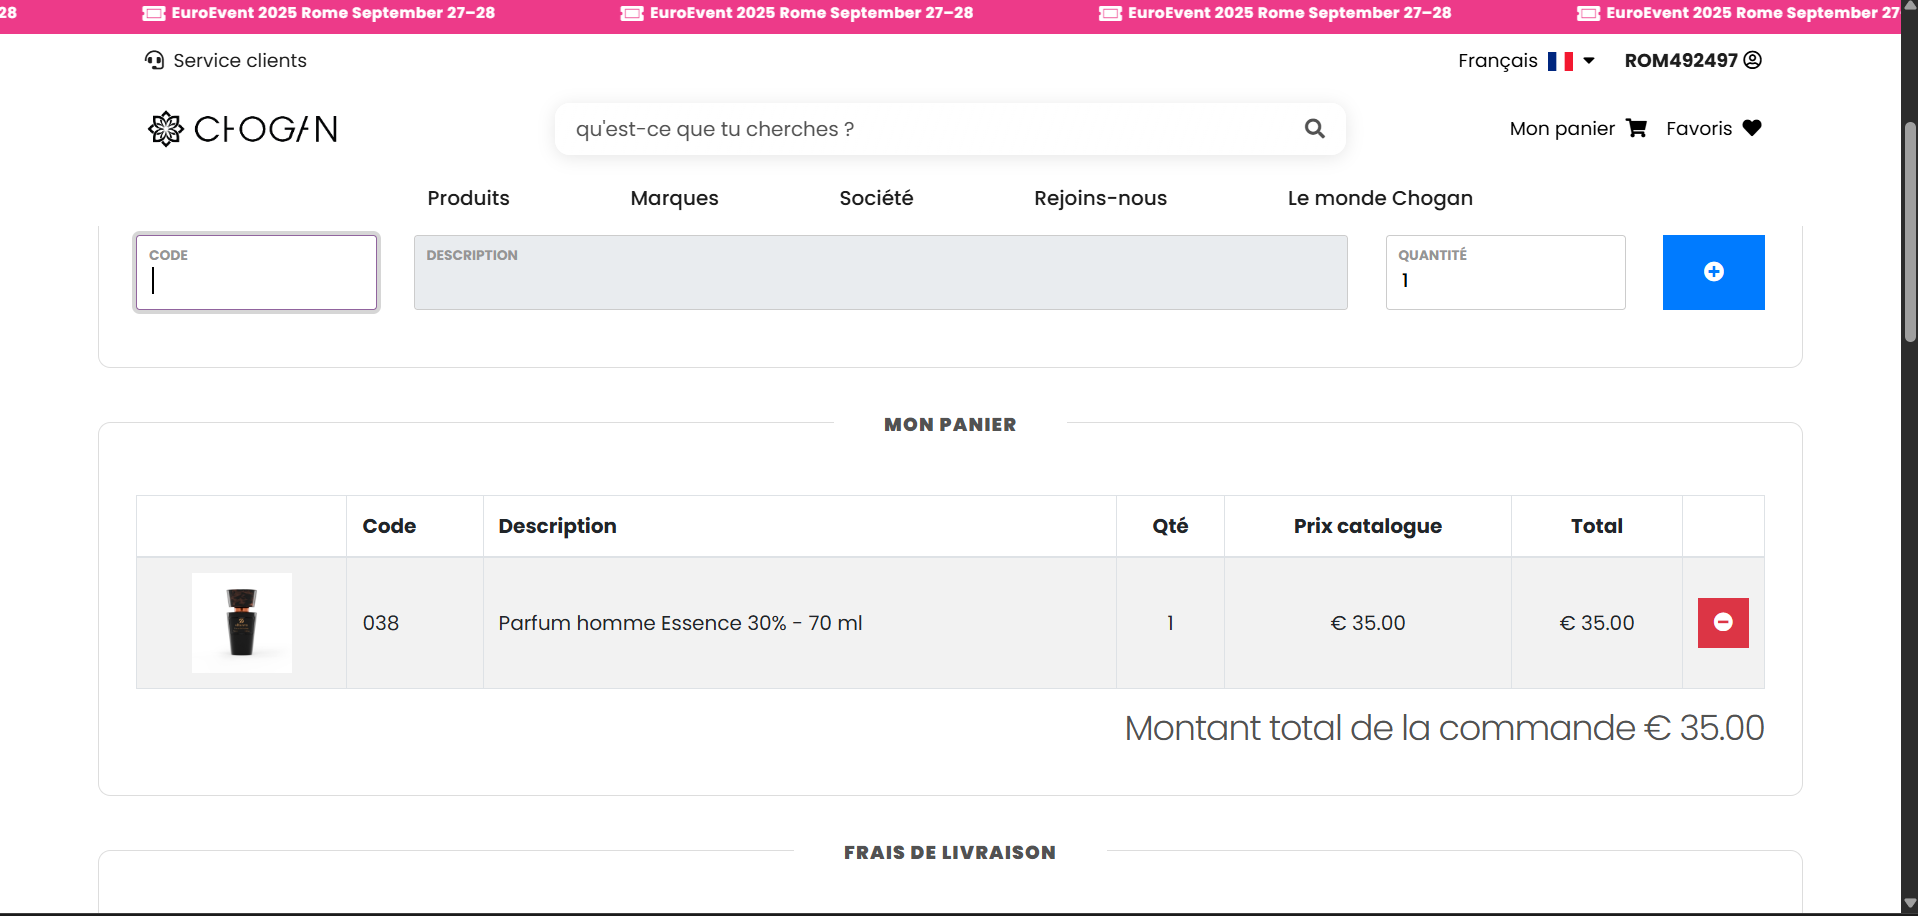 28 EuroEvent 2025 Rome September 27–28 EuroEvent 2025 Rome September 27–28 EuroEvent 2025 Rome September 27–28 EuroEvent 2025 Rome September 27
Service clients
Français
ROM492497
CHOGAN
qu'est-ce que tu cherches ?
Mon panier
Favoris
Produits
Marques
Société
Rejoins-nous
Le monde Chogan
CODE
DESCRIPTION
QUANTITÉ
1
MON PANIER
Code Description Qté Prix catalogue Total
038 Parfum homme Essence 30% - 70 ml 1 € 35.00 € 35.00
Montant total de la commande € 35.00
FRAIS DE LIVRAISON